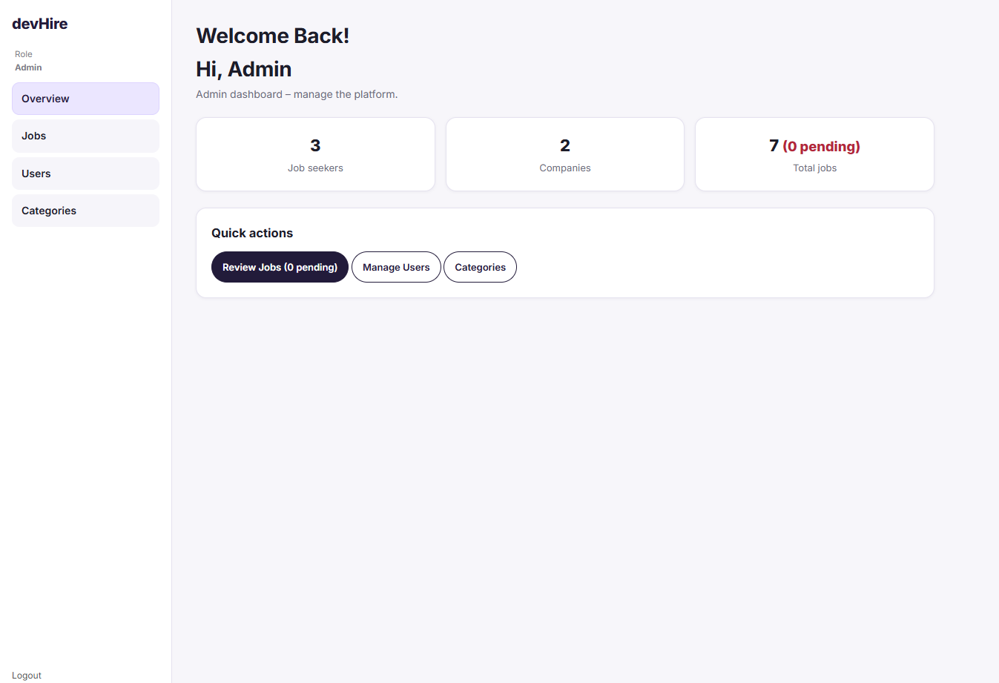 devHire
Role
Admin
Overview
Jobs
Users
Categories
Logout
Welcome Back!
Hi, Admin
Admin dashboard – manage the platform.
3
Job seekers
2
Companies
7 (0 pending)
Total jobs
Quick actions
Review Jobs (0 pending) Manage Users Categories